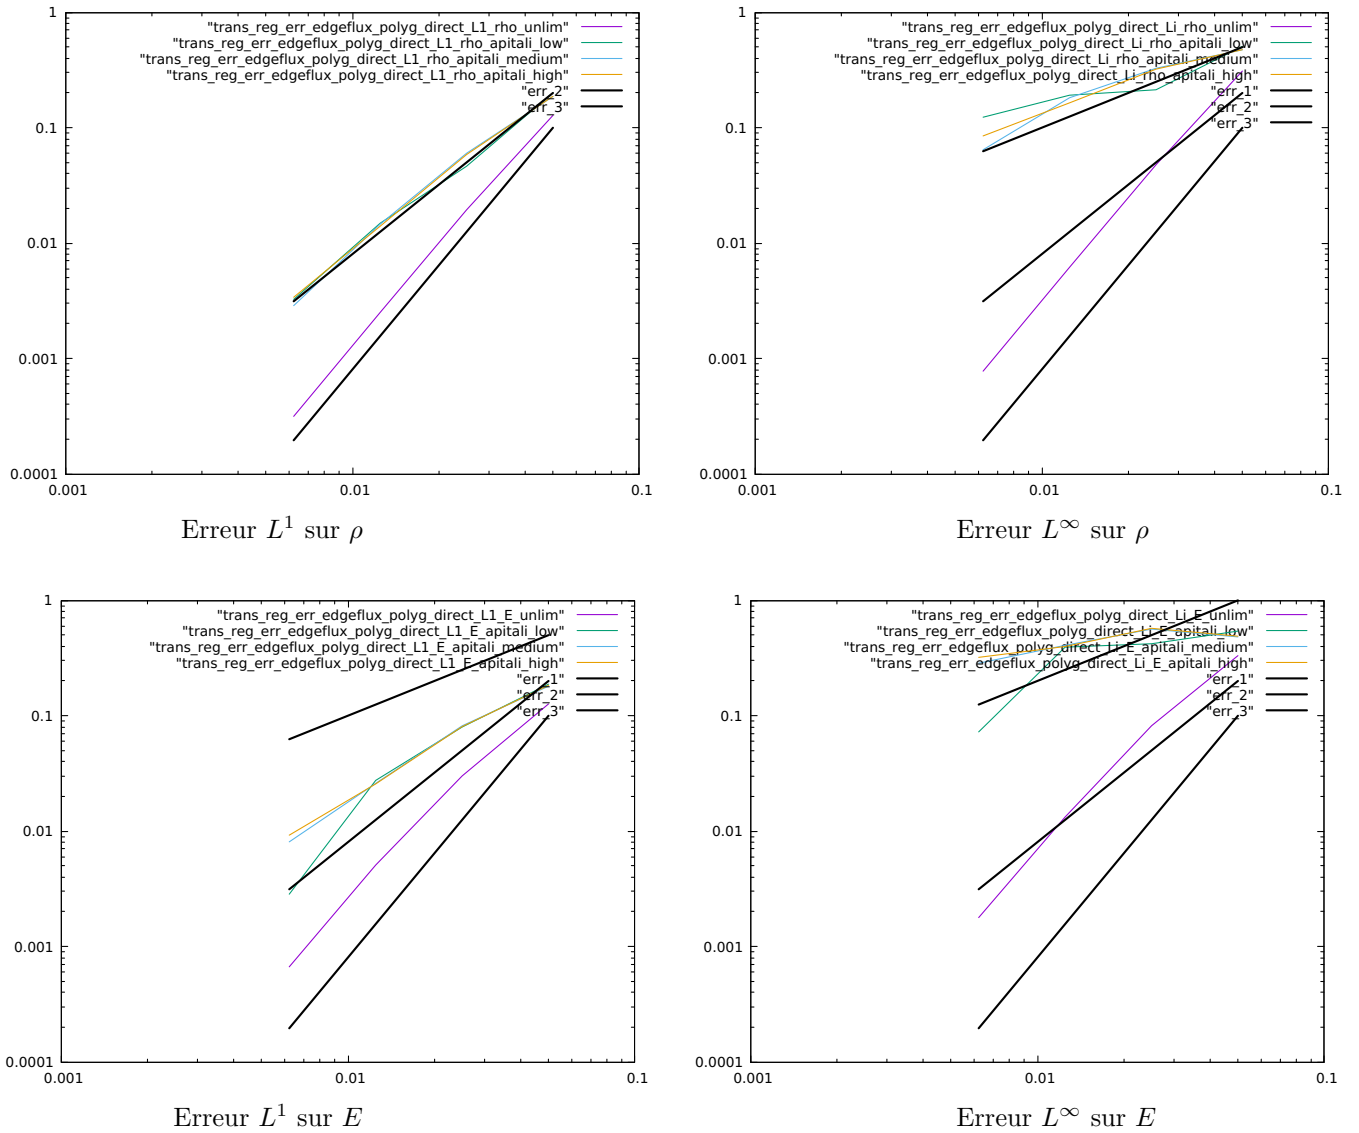 1
0.1
0.01
0.001
0.0001
0.001
0.01
0.1
"trans_reg_err_edgeflux_polyg_direct_L1_rho_unlim"
"trans_reg_err_edgeflux_polyg_direct_L1_rho_apitali_low"
"trans_reg_err_edgeflux_polyg_direct_L1_rho_apitali_medium"
"trans_reg_err_edgeflux_polyg_direct_L1_rho_apitali_high"
"err_2"
"err_3"
Erreur L^1 sur ρ
1
0.1
0.01
0.001
0.0001
0.001
0.01
0.1
"trans_reg_err_edgeflux_polyg_direct_Li_rho_unlim"
"trans_reg_err_edgeflux_polyg_direct_Li_rho_apitali_low"
"trans_reg_err_edgeflux_polyg_direct_Li_rho_apitali_medium"
"trans_reg_err_edgeflux_polyg_direct_Li_rho_apitali_high"
"err_1"
"err_2"
"err_3"
Erreur L^∞ sur ρ
1
0.1
0.01
0.001
0.0001
0.001
0.01
0.1
"trans_reg_err_edgeflux_polyg_direct_L1_E_unlim"
"trans_reg_err_edgeflux_polyg_direct_L1_E_apitali_low"
"trans_reg_err_edgeflux_polyg_direct_L1_E_apitali_medium"
"trans_reg_err_edgeflux_polyg_direct_L1_E_apitali_high"
"err_1"
"err_2"
"err_3"
Erreur L^1 sur E
1
0.1
0.01
0.001
0.0001
0.001
0.01
0.1
"trans_reg_err_edgeflux_polyg_direct_Li_E_unlim"
"trans_reg_err_edgeflux_polyg_direct_Li_E_apitali_low"
"trans_reg_err_edgeflux_polyg_direct_Li_E_apitali_medium"
"trans_reg_err_edgeflux_polyg_direct_Li_E_apitali_high"
"err_1"
"err_2"
"err_3"
Erreur L^∞ sur E